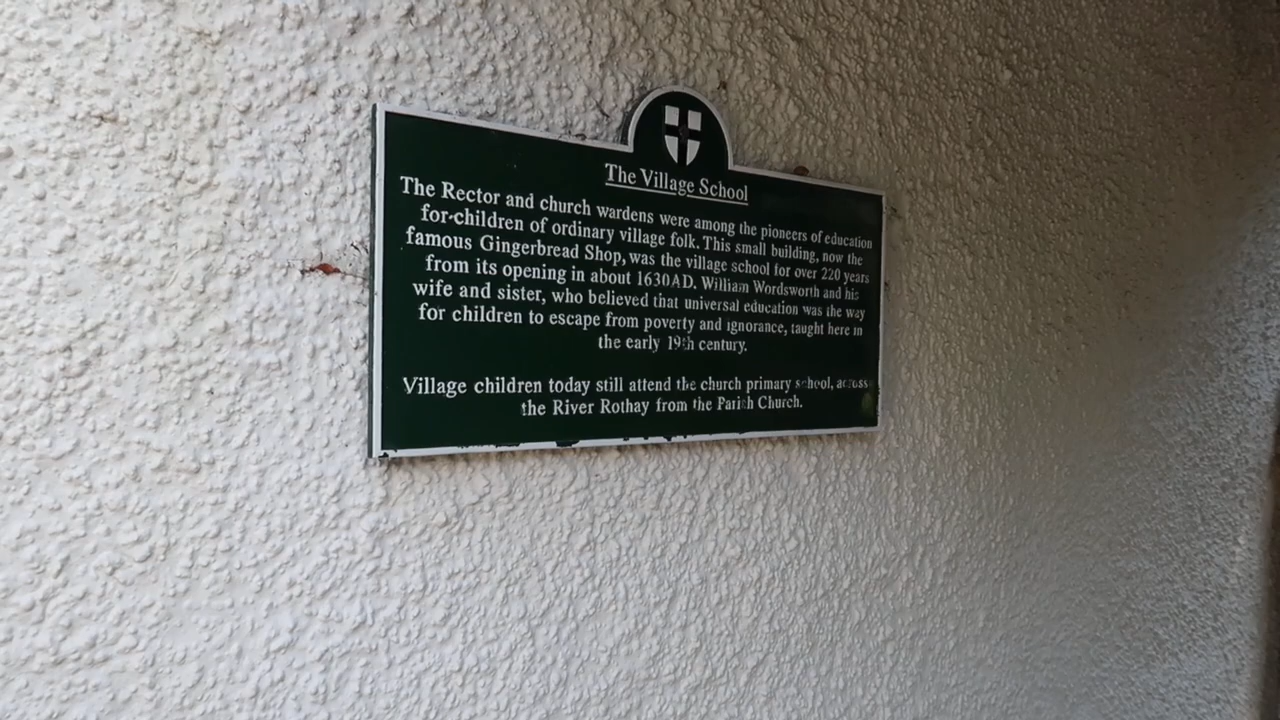 The Village School
The Rector and church wardens were among the pioneers of education
for children of ordinary village folk. This small building, now the
famous Gingerbread Shop, was the village school for over 220 years
from its opening in about 1630AD. William Wordsworth and his
wife and sister, who believed that universal education was the way
for children to escape from poverty and ignorance, taught here in
the early 19th century.
Village children today still attend the church primary school, across
the River Rothay from the Parish Church.